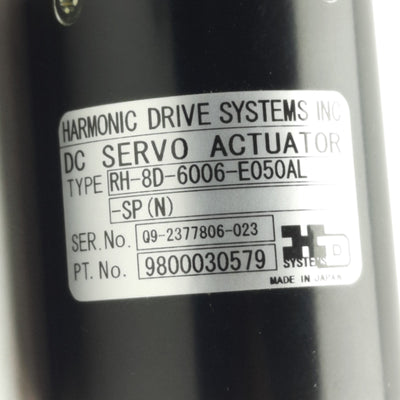 HARMONIC DRIVE SYSTEMS INC
DC SERVO ACTUATOR
TYPE RH-8D-6006-E050AL
-SP(N)
SER.No. Q9-2377806-023
PT.No. 9800030579
HD
SYSTEMS
MADE IN JAPAN